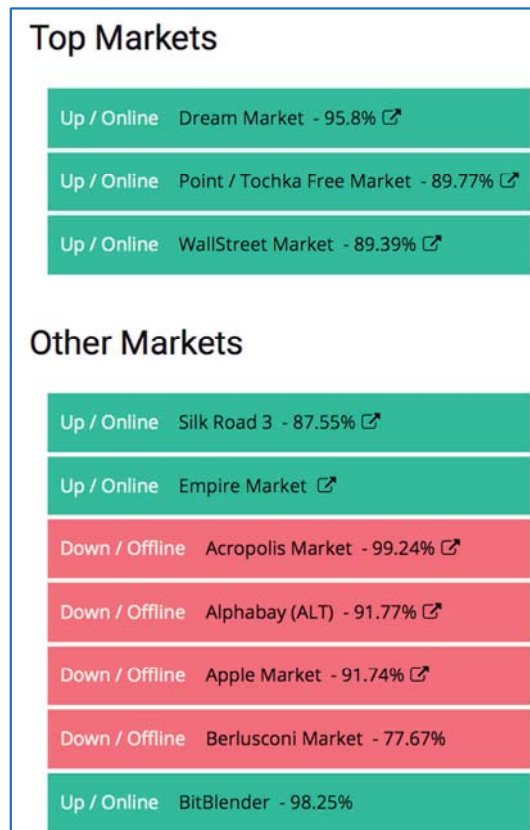 Top Markets
Up / Online Dream Market - 95.8%
Up / Online Point / Tochka Free Market - 89.77%
Up / Online WallStreet Market - 89.39%
Other Markets
Up / Online Silk Road 3 - 87.55%
Up / Online Empire Market
Down / Offline Acropolis Market - 99.24%
Down / Offline Alphabay (ALT) - 91.77%
Down / Offline Apple Market - 91.74%
Down / Offline Berlusconi Market - 77.67%
Up / Online BitBlender - 98.25%